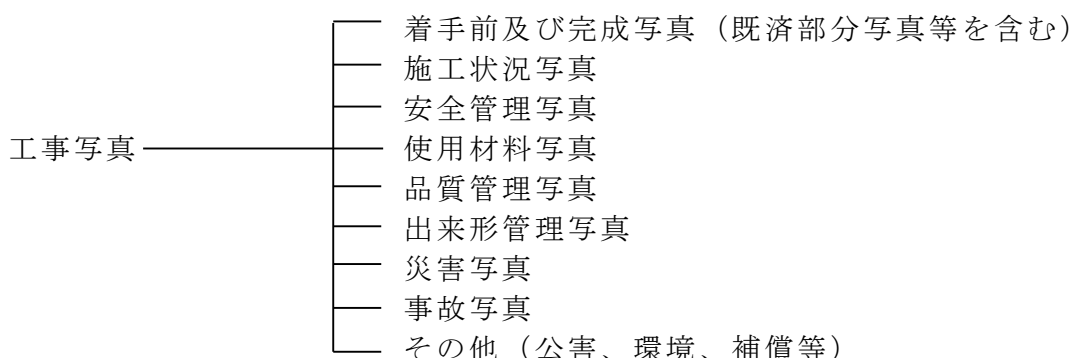 着手前及び完成写真（既済部分写真等を含む）
施工状況写真
安全管理写真
工事写真
使用材料写真
品質管理写真
出来形管理写真
災害写真
事故写真
その他（公害、環境、補償等）